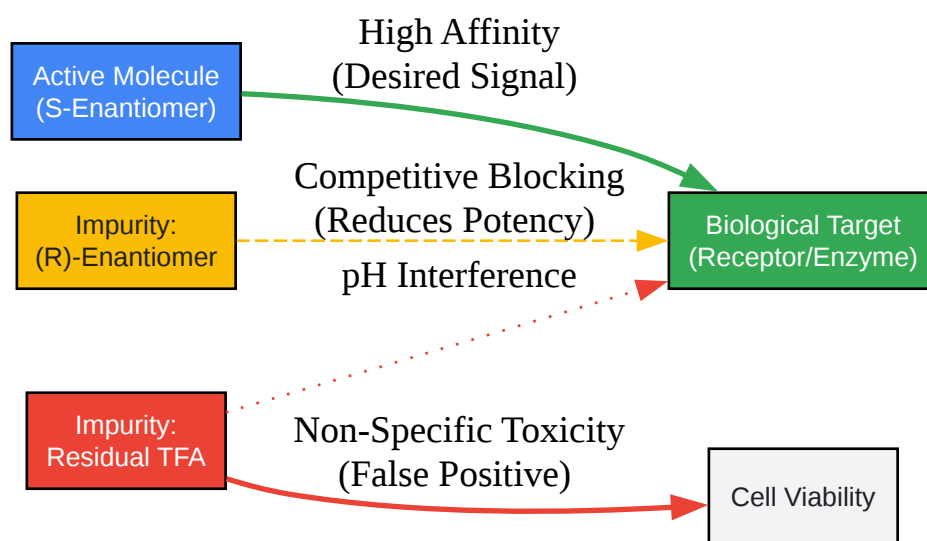 High Affinity
(Desired Signal)
Active Molecule
(S-Enantiomer)
Competitive Blocking
(Reduces Potency)
Impurity:
(R)-Enantiomer
Biological Target
(Receptor/Enzyme)
pH Interference
Impurity:
Residual TFA
Non-Specific Toxicity
(False Positive)
Cell Viability